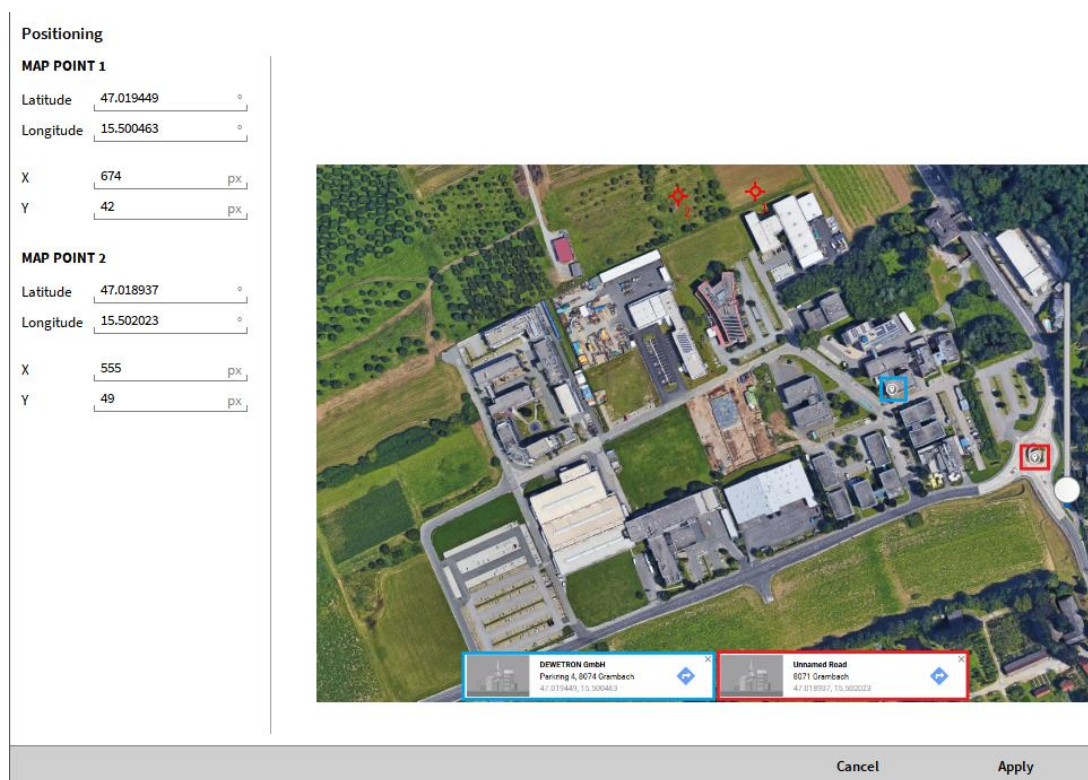 Positioning
MAP POINT 1
Latitude 47.019449 °
Longitude 15.500463 °
X 674 px
Y 42 px
MAP POINT 2
Latitude 47.018937 °
Longitude 15.502023 °
X 555 px
Y 49 px
2
1
DEWETRON GmbH
Parkring 4, 8074 Grambach
47.019449, 15.500463
Unnamed Road
8071 Grambach
47.018937, 15.502023
Cancel Apply